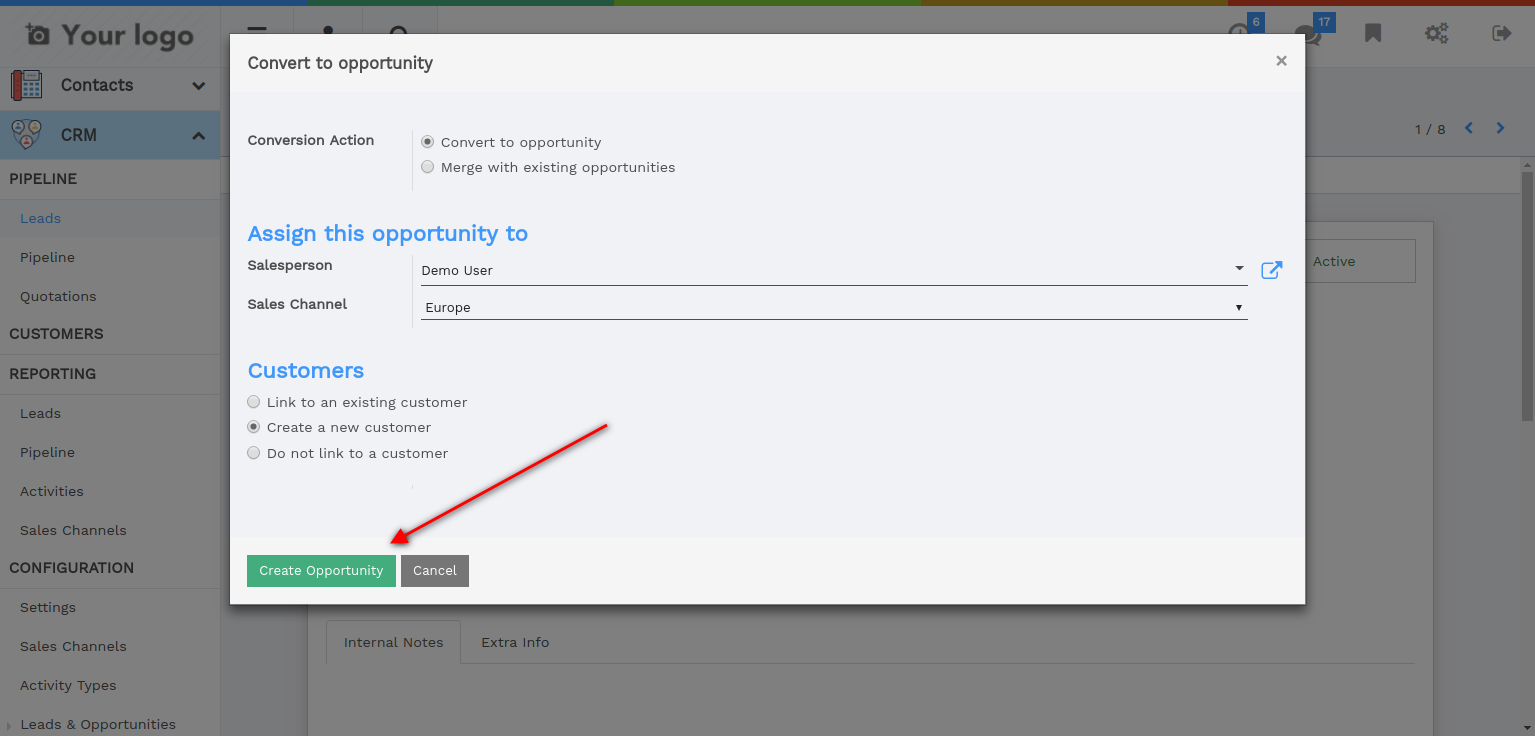 Your logo
6
17
Contacts
CRM
PIPELINE
Leads
Pipeline
Quotations
CUSTOMERS
REPORTING
Leads
Pipeline
Activities
Sales Channels
CONFIGURATION
Settings
Sales Channels
Activity Types
Leads & Opportunities
1 / 8
Convert to opportunity
×
Conversion Action
Convert to opportunity
Merge with existing opportunities
Assign this opportunity to
Salesperson
Demo User
Sales Channel
Europe
Customers
Link to an existing customer
Create a new customer
Do not link to a customer
Create Opportunity
Cancel
Active
Internal Notes
Extra Info